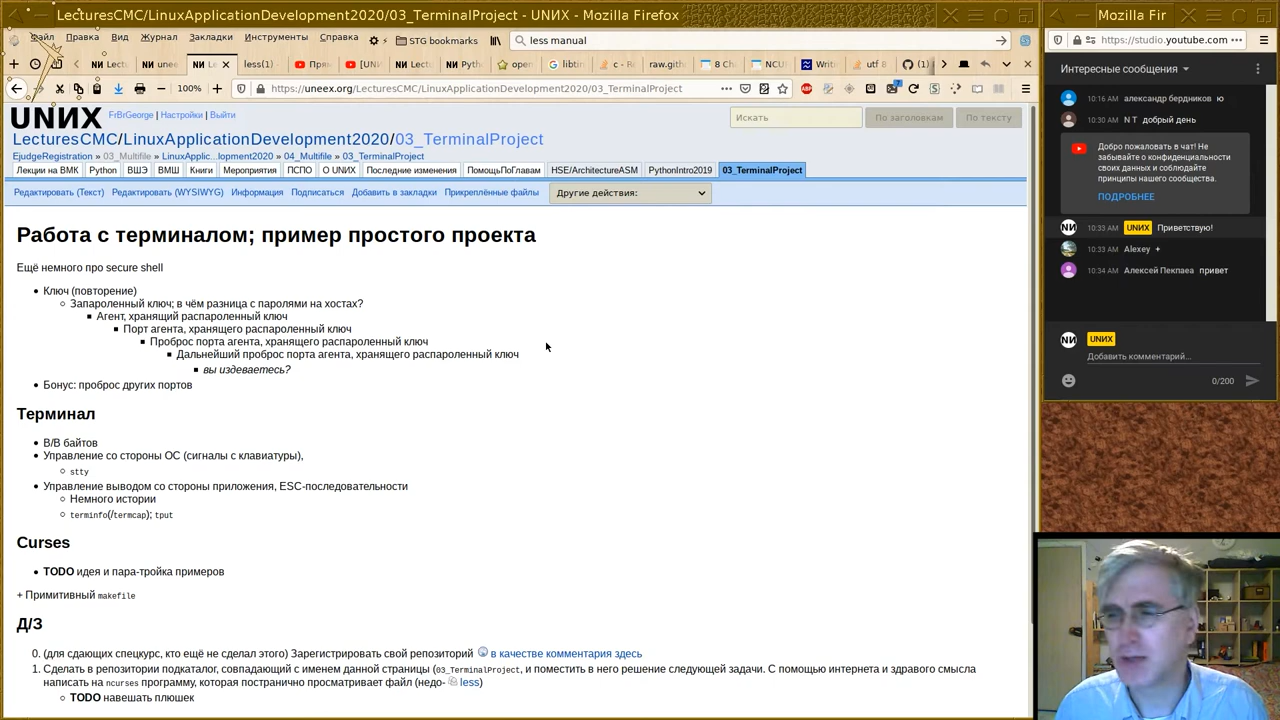 LecturesCMC/LinuxApplicationDevelopment2020/03_TerminalProject - UNИX - Mozilla Firefox
Mozilla Fir
Файл Правка Вид Журнал Закладки Инструменты Справка
STG bookmarks
less manual
https://studio.youtube.com
100%
https://uneex.org/LecturesCMC/LinuxApplicationDevelopment2020/03_TerminalProject
UNИX
FrBrGeorge | Настройки | Выйти
Искать
По заголовкам
По тексту
LecturesCMC/LinuxApplicationDevelopment2020/03_TerminalProject
EjudgeRegistration » 03_Multifile » LinuxApplic...lopment2020 » 04_Multifile » 03_TerminalProject
Лекции на ВМК Python ВШЭ ВМШ Книги Мероприятия ПСПО О UNIX Последние изменения ПомощьПоГлавам HSE/ArchitectureASM PythonIntro2019 03_TerminalProject
Редактировать (Текст) Редактировать (WYSIWYG) Информация Подписаться Добавить в закладки Прикреплённые файлы Другие действия:
Работа с терминалом; пример простого проекта
Ещё немного про secure shell
Ключ (повторение)
Запароленный ключ; в чём разница с паролями на хостах?
Агент, хранящий распароленный ключ
Порт агента, хранящего распароленный ключ
Проброс порта агента, хранящего распароленный ключ
Дальнейший проброс порта агента, хранящего распароленный ключ
вы издеваетесь?
Бонус: проброс других портов
Терминал
В/В байтов
Управление со стороны ОС (сигналы с клавиатуры),
stty
Управление выводом со стороны приложения, ESC-последовательности
Немного истории
terminfo(/termcap); tput
Curses
TODO идея и пара-тройка примеров
+ Примитивный makefile
Д/З
0. (для сдающих спецкурс, кто ещё не сделал этого) Зарегистрировать свой репозиторий в качестве комментария здесь
1. Сделать в репозитории подкаталог, совпадающий с именем данной страницы (03_TerminalProject, и поместить в него решение следующей задачи. С помощью интернета и здравого смысла
написать на ncurses программу, которая постранично просматривает файл (недо- less)
TODO навешать плюшек
Интересные сообщения
10:16 AM александр бердников ю
10:30 AM N T добрый день
Добро пожаловать в чат! Не
забывайте о конфиденциальности
своих данных и соблюдайте
принципы нашего сообщества.
ПОДРОБНЕЕ
NИ 10:33 AM UNИX Приветствую!
10:33 AM Alexey +
10:34 AM Алексей Пекпаеа привет
NИ UNИX
Добавить комментарий...
0/200